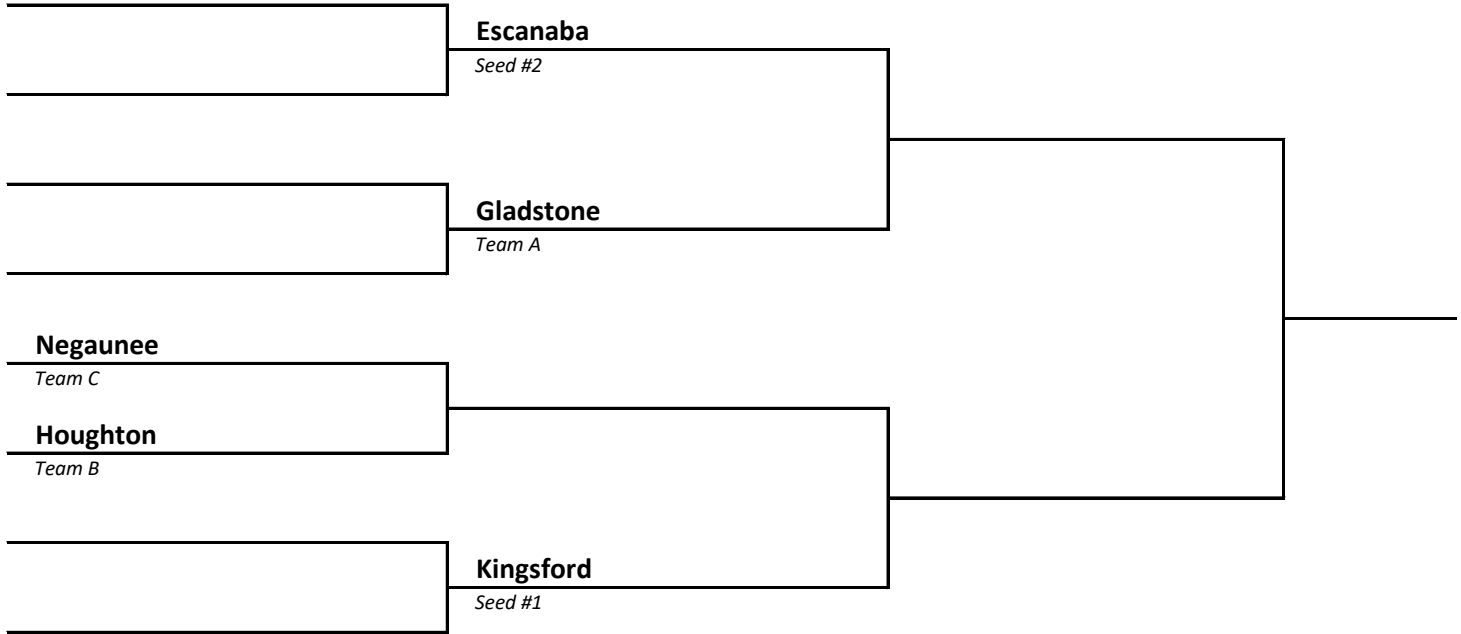 Escanaba
Seed #2
Gladstone
Team A
Negaunee
Team C
Houghton
Team B
Kingsford
Seed #1